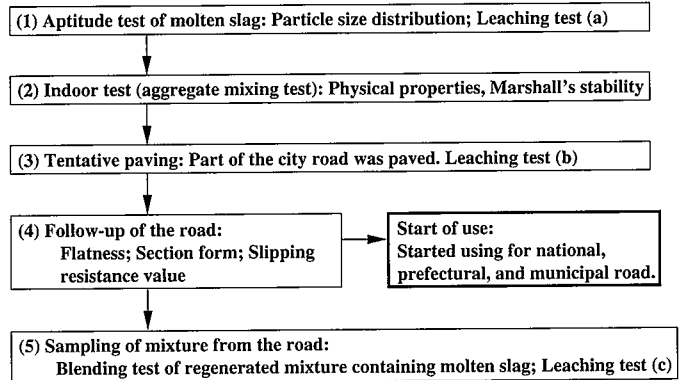 (1) Aptitude test of molten slag: Particle size distribution; Leaching test (a)
(2) Indoor test (aggregate mixing test): Physical properties, Marshall's stability
(3) Tentative paving: Part of the city road was paved. Leaching test (b)
(4) Follow-up of the road:
Flatness; Section form; Slipping
resistance value
Start of use:
Started using for national,
prefectural, and municipal road.
(5) Sampling of mixture from the road:
Blending test of regenerated mixture containing molten slag; Leaching test (c)